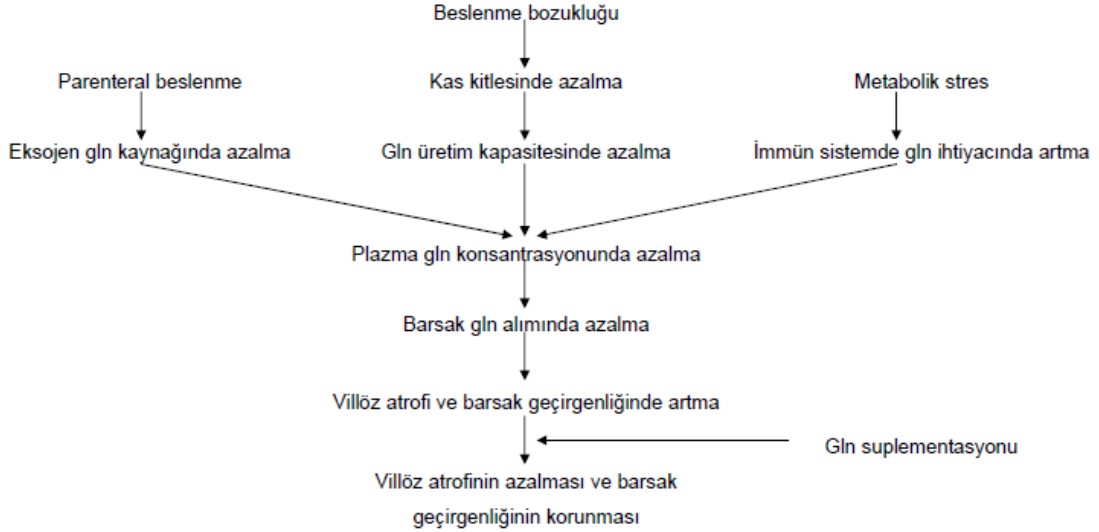 Beslenme bozukluğu
Parenteral beslenme
Kas kitlesinde azalma
Metabolik stres
Eksojen gln kaynağında azalma
Gln üretim kapasitesinde azalma
İmmün sistemde gln ihtiyacında artma
Plazma gln konsantrasyonunda azalma
Barsak gln alımında azalma
Villöz atrofi ve barsak geçirgenliğinde artma
Gln suplementasyonu
Villöz atrofinin azalması ve barsak
geçirgenliğinin korunması